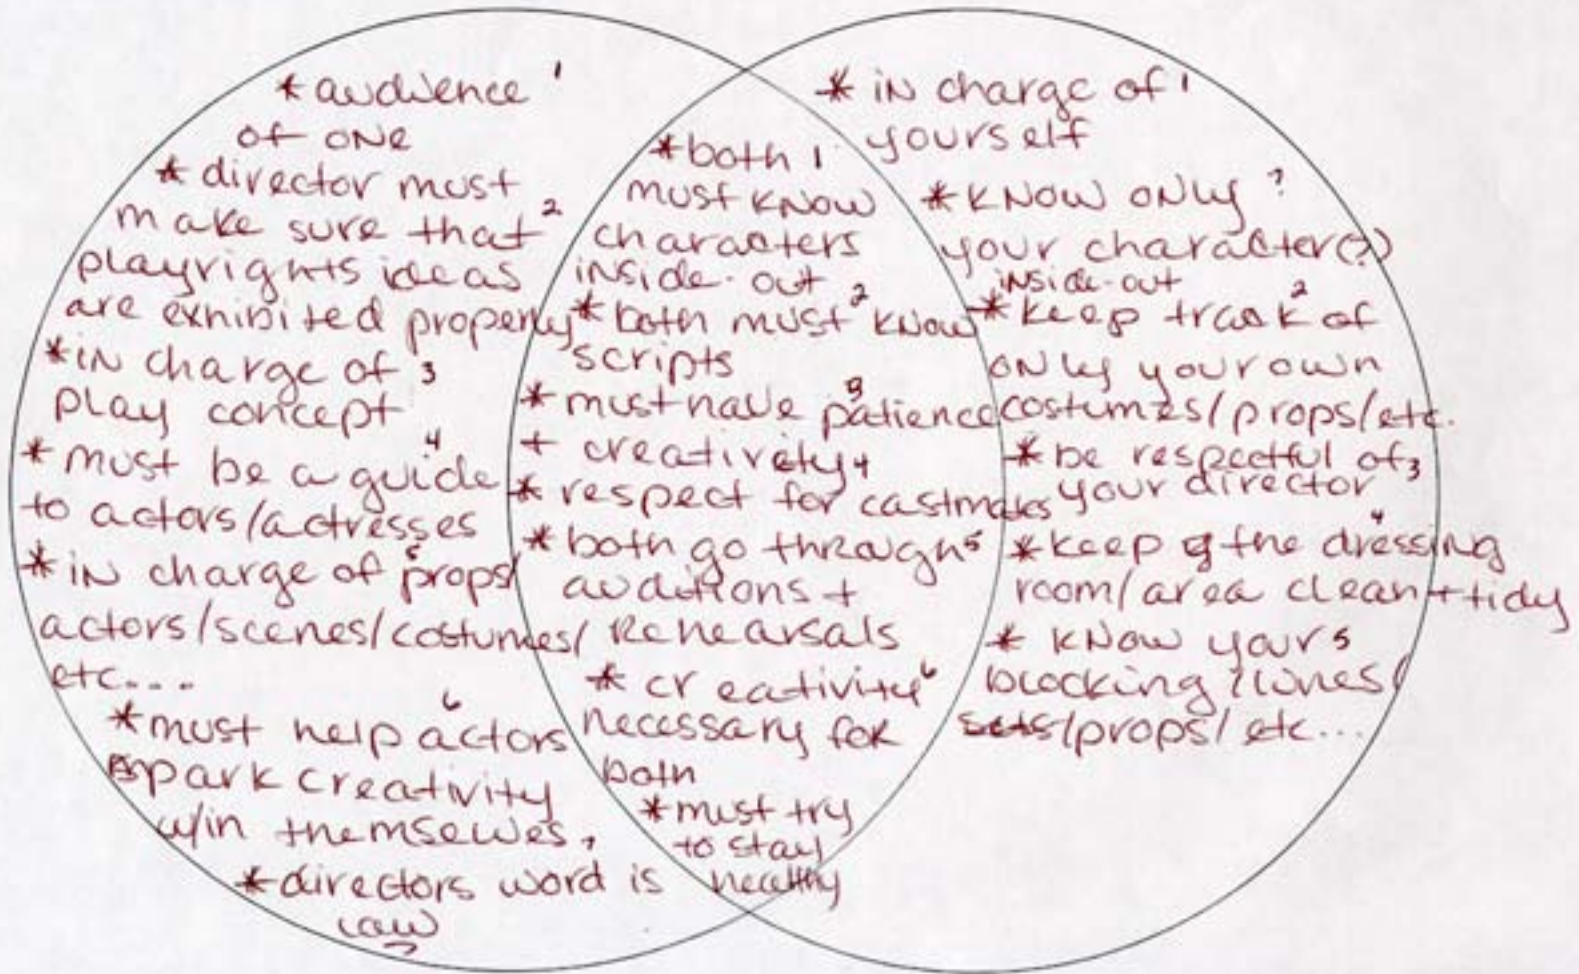 * audience 1
of one
* director must
make sure that 2
playrights ideas
are exhibited properly
* in charge of 3
play concept
* must be a guide 4
to actors/actresses
* in charge of props/ 5
actors/scenes/costumes/
etc...
* must help actors 6
spark creativity
w/in themselves,
* directors word is
law
* both 1
must know
characters
inside-out
* both must 2 know
scripts
* must have patience 3
+ creativity 4
* respect for castmates
* both go through 5
auditions +
Rehearsals
* creativity 6
necessary for
both
* must try
to stay
healthy
* in charge of 1
yourself
* know only ?
your character(?)
inside-out
* keep track of 2
only your own
costumes/props/etc.
* be respectful of 3
your director
* keep the dressing 4
room/area clean + tidy
* know your 5
blocking/lines/
sets/props/etc...